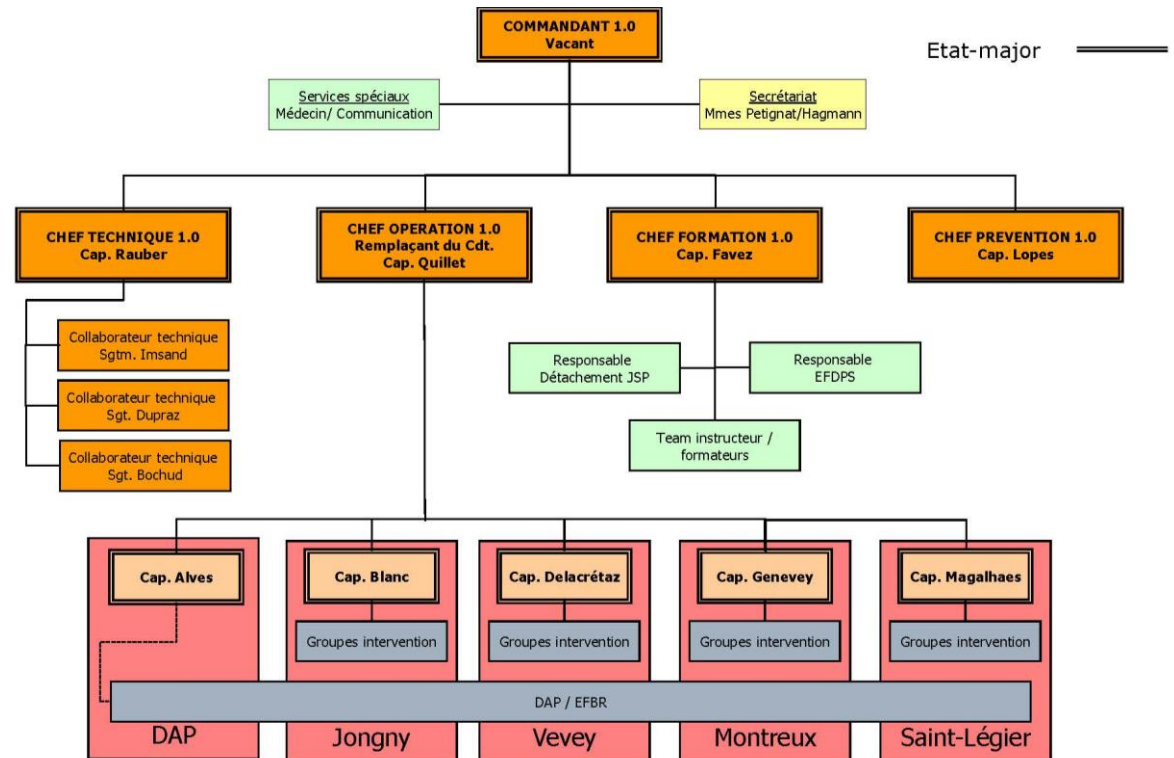 COMMANDANT 1.0
Vacant
Etat-major
Services spéciaux
Médecin/ Communication
Secrétariat
Mmes Petignat/Hagmann
CHEF TECHNIQUE 1.0
Cap. Rauber
CHEF OPERATION 1.0
Remplaçant du Cdt.
Cap. Quillet
CHEF FORMATION 1.0
Cap. Favez
CHEF PREVENTION 1.0
Cap. Lopes
Collaborateur technique
Sgtm. Imsand
Collaborateur technique
Sgt. Dupraz
Collaborateur technique
Sgt. Bochud
Responsable
Détachement JSP
Responsable
EFDPS
Team instructeur /
formateurs
Cap. Alves
Cap. Blanc
Cap. Delacrétaz
Cap. Genevey
Cap. Magalhaes
Groupes intervention
Groupes intervention
Groupes intervention
Groupes intervention
DAP / EFBR
DAP
Jongny
Vevey
Montreux
Saint-Légier